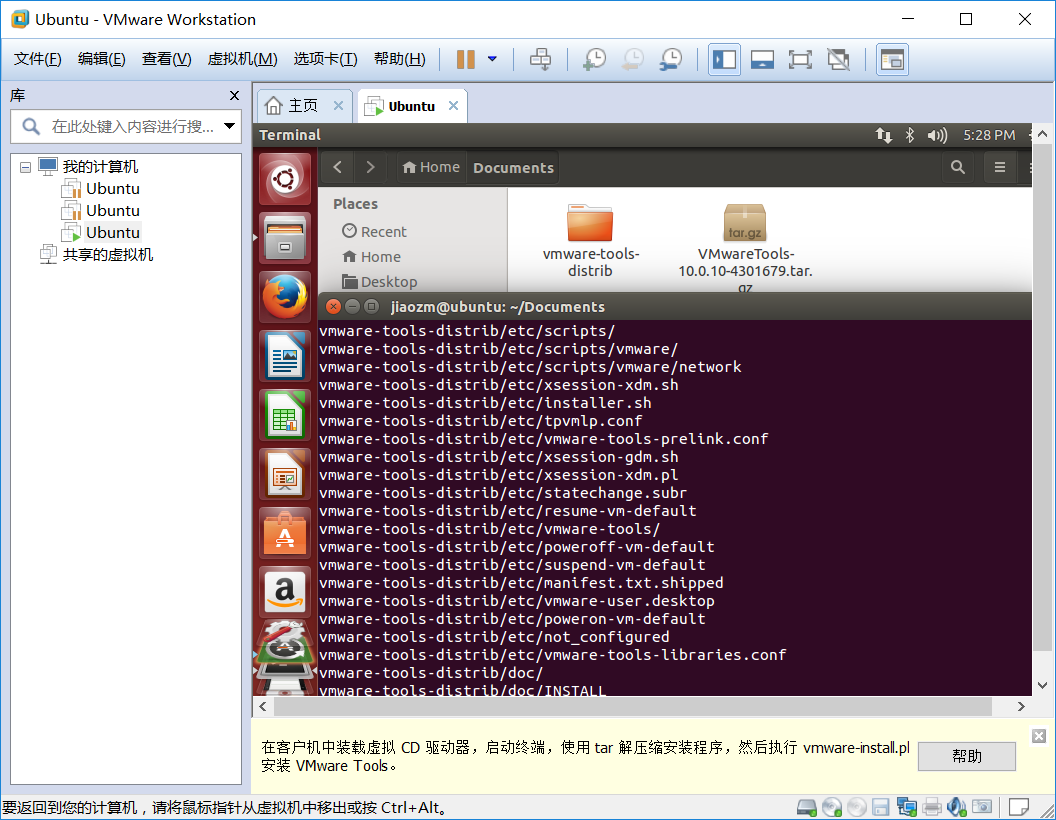 Ubuntu - VMware Workstation
文件(F) 编辑(E) 查看(V) 虚拟机(M) 选项卡(T) 帮助(H)
库
在此处键入内容进行搜...
我的计算机
Ubuntu
Ubuntu
Ubuntu
共享的虚拟机
主页
Ubuntu
Terminal
5:28 PM
Home
Documents
Places
Recent
Home
Desktop
vmware-tools-
distrib
tar.gz
VMwareTools-
10.0.10-4301679.tar.
gz
jiaozm@ubuntu: ~/Documents
vmware-tools-distrib/etc/scripts/
vmware-tools-distrib/etc/scripts/vmware/
vmware-tools-distrib/etc/scripts/vmware/network
vmware-tools-distrib/etc/xsession-xdm.sh
vmware-tools-distrib/etc/installer.sh
vmware-tools-distrib/etc/tpvmlp.conf
vmware-tools-distrib/etc/vmware-tools-prelink.conf
vmware-tools-distrib/etc/xsession-gdm.sh
vmware-tools-distrib/etc/xsession-xdm.pl
vmware-tools-distrib/etc/statechange.subr
vmware-tools-distrib/etc/resume-vm-default
vmware-tools-distrib/etc/vmware-tools/
vmware-tools-distrib/etc/poweroff-vm-default
vmware-tools-distrib/etc/suspend-vm-default
vmware-tools-distrib/etc/manifest.txt.shipped
vmware-tools-distrib/etc/vmware-user.desktop
vmware-tools-distrib/etc/poweron-vm-default
vmware-tools-distrib/etc/not_configured
vmware-tools-distrib/etc/vmware-tools-libraries.conf
vmware-tools-distrib/doc/
vmware-tools-distrib/doc/INSTALL
在客户机中装载虚拟 CD 驱动器，启动终端，使用 tar 解压缩安装程序，然后执行 vmware-install.pl
安装 VMware Tools。
帮助
要返回到您的计算机，请将鼠标指针从虚拟机中移出或按 Ctrl+Alt。